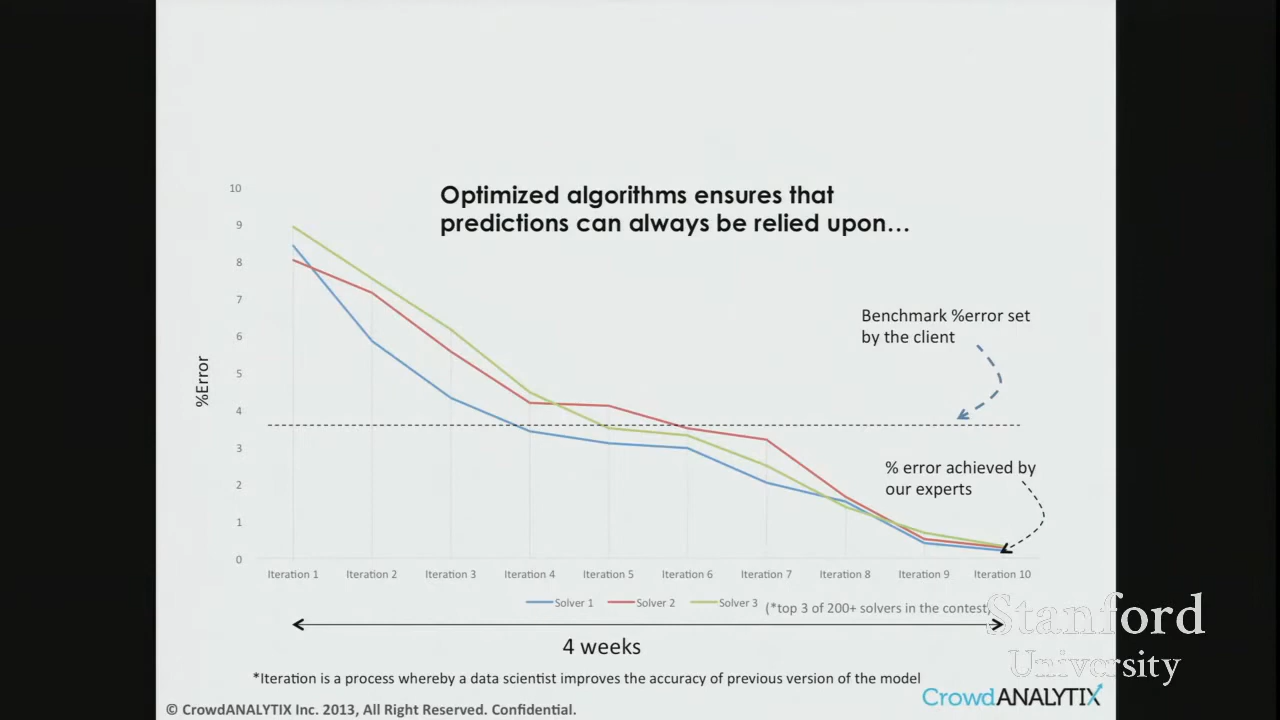 Optimized algorithms ensures that
predictions can always be relied upon...
10
9
8
7
6
5
4
3
2
1
0
%Error
Benchmark %error set
by the client
% error achieved by
our experts
Iteration 1 Iteration 2 Iteration 3 Iteration 4 Iteration 5 Iteration 6 Iteration 7 Iteration 8 Iteration 9 Iteration 10
Solver 1 Solver 2 Solver 3 (*top 3 of 200+ solvers in the contest)
4 weeks
*Iteration is a process whereby a data scientist improves the accuracy of previous version of the model
© CrowdANALYTIX Inc. 2013, All Right Reserved. Confidential.
CrowdANALYTIX
Stanford
University